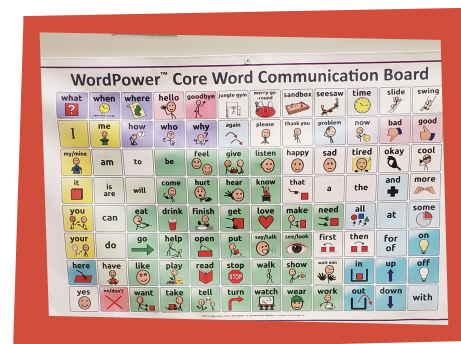 WordPower™ Core Word Communication Board
what when where hello goodbye jungle gym merry-go-round sandbox seesaw time slide swing
I me how who why again please thank you problem now bad good
my/mine am to be feel give listen happy sad tired okay cool
it is are will come hurt hear know that a the and more
you can eat drink finish get love make need all at some
your do go help open put say/talk see/look first then for of on
here have like play read stop walk show wait min in up off
yes no/don't want take tell turn watch wear work out down with
STOP